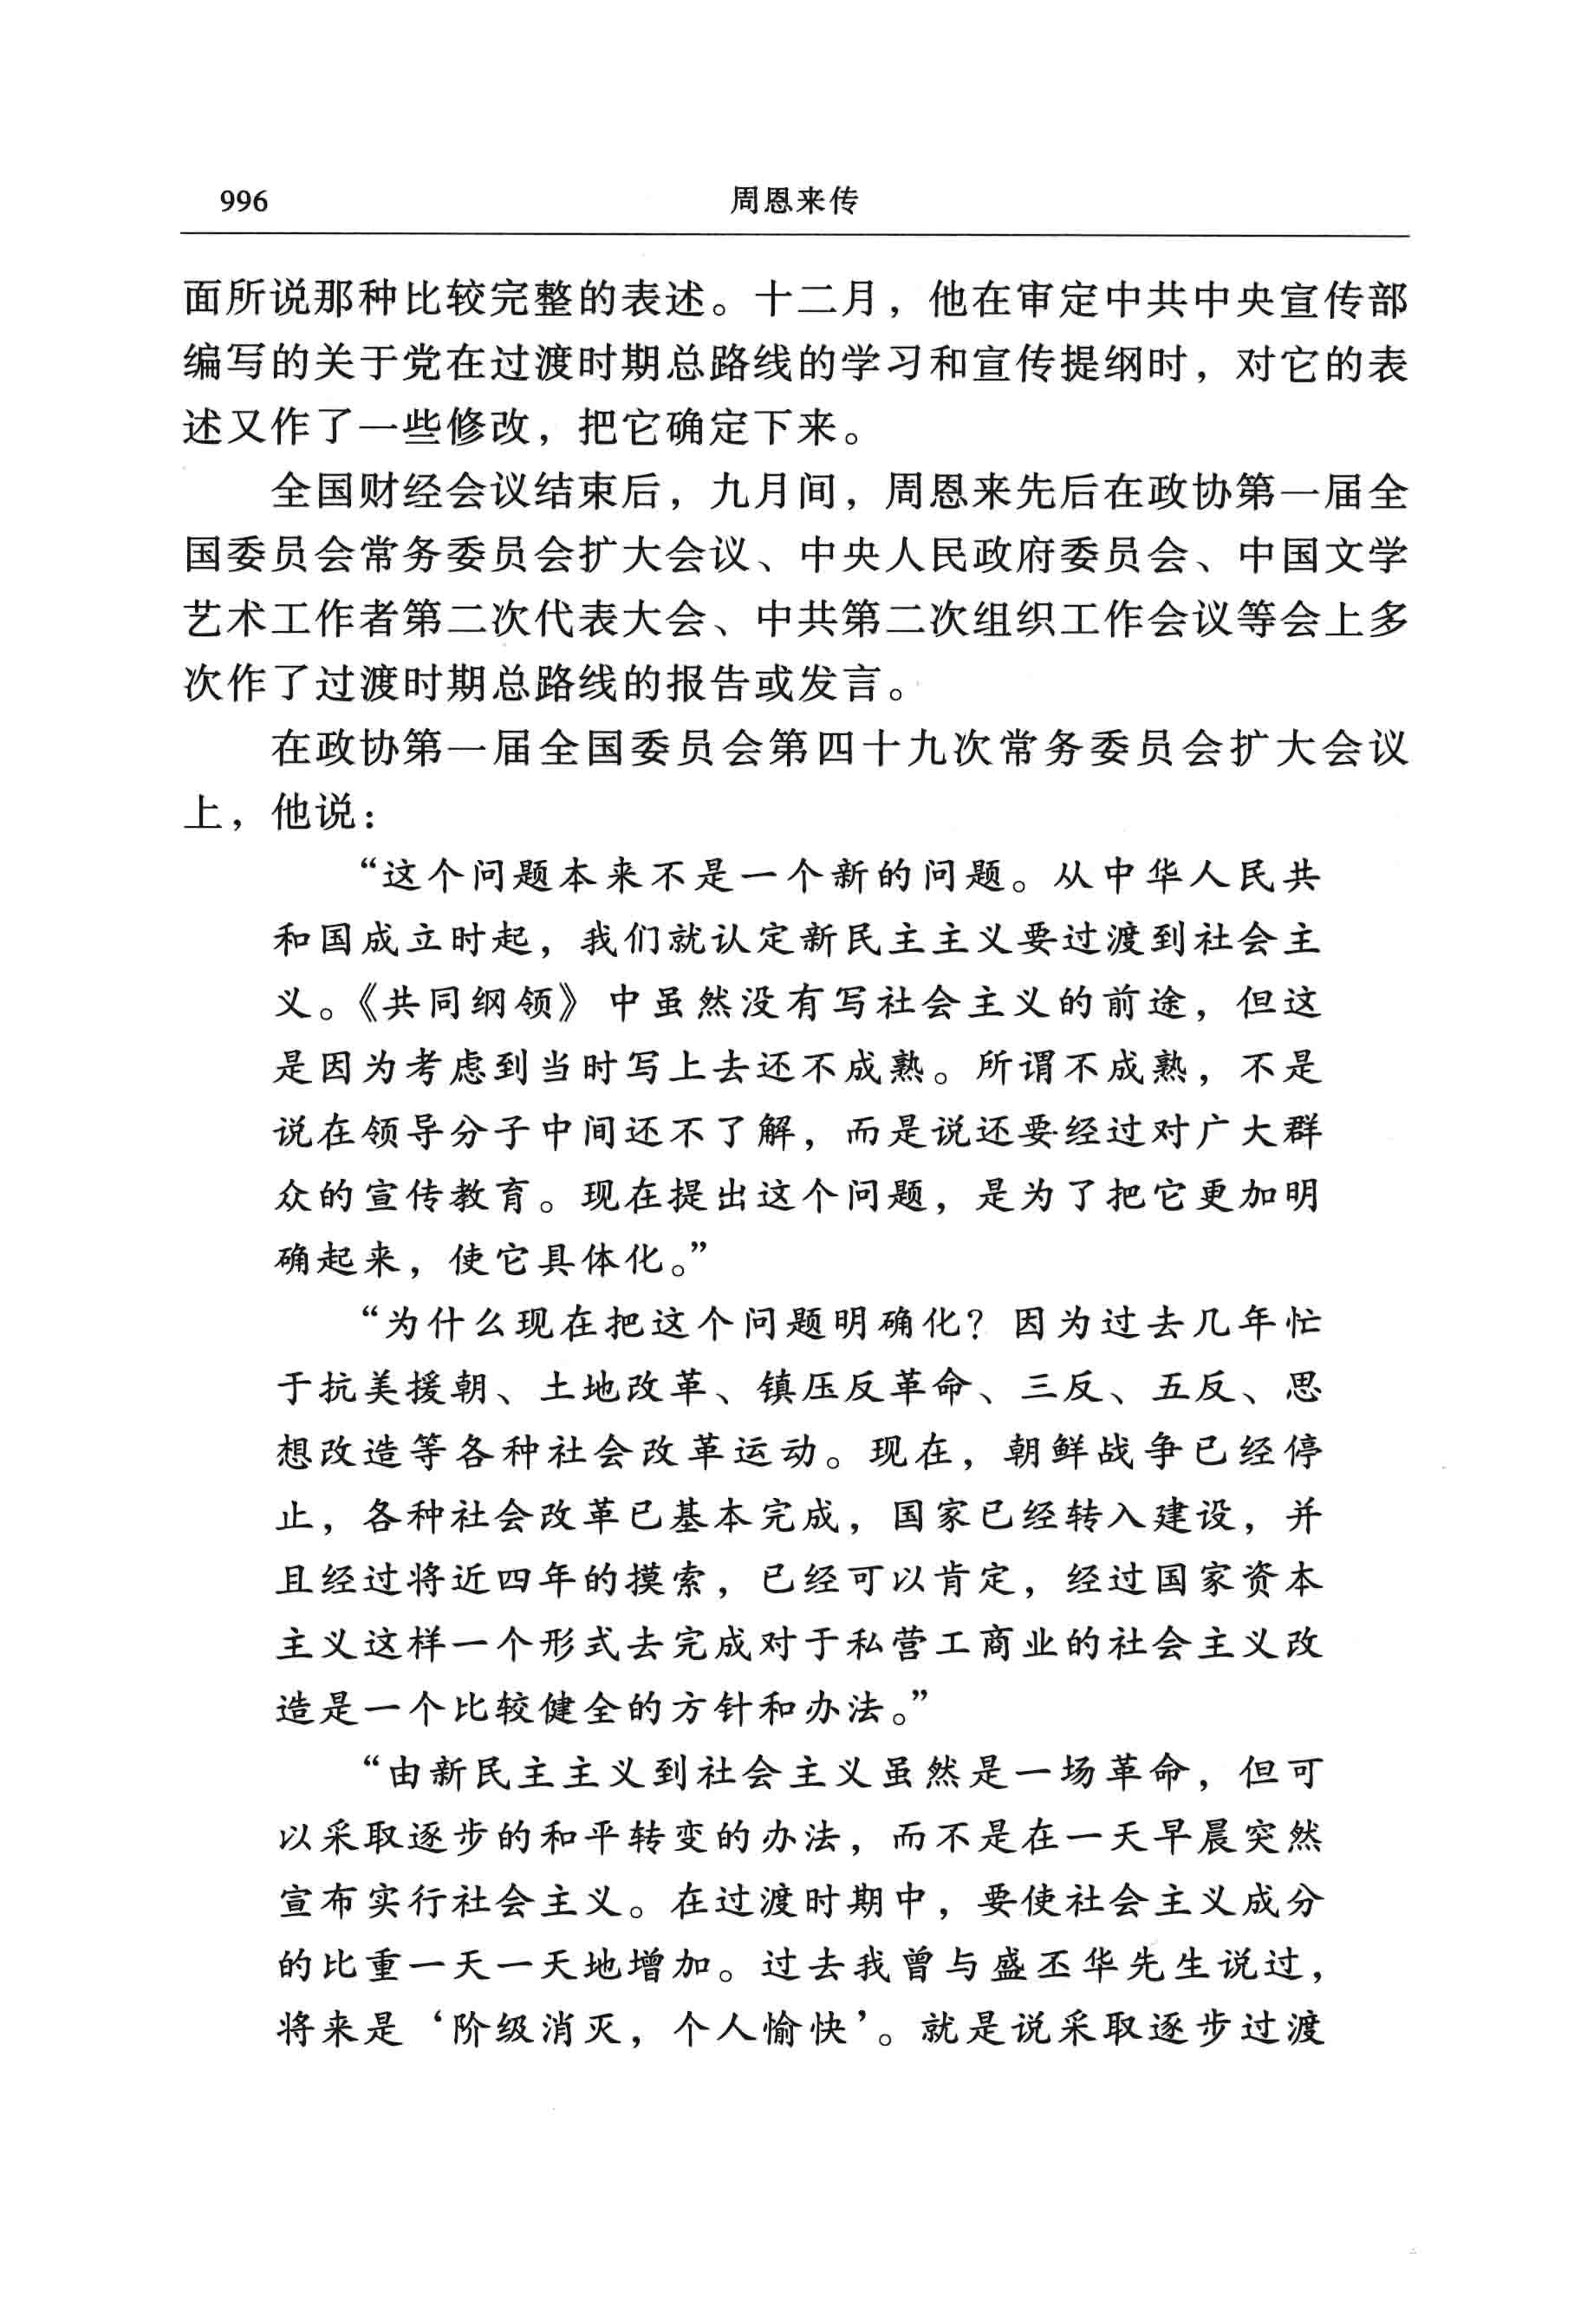 996
周恩来传
面所说那种比较完整的表述。十二月，他在审定中共中央宣传部
编写的关于党在过渡时期总路线的学习和宣传提纲时，对它的表
述又作了一些修改，把它确定下来。
全国财经会议结束后，九月间，周恩来先后在政协第一届全
国委员会常务委员会扩大会议、中央人民政府委员会、中国文学
艺术工作者第二次代表大会、中共第二次组织工作会议等会上多
次作了过渡时期总路线的报告或发言。
在政协第一届全国委员会第四十九次常务委员会扩大会议
上，他说：
“这个问题本来不是一个新的问题。从中华人民共
和国成立时起，我们就认定新民主主义要过渡到社会主
义。《共同纲领》中虽然没有写社会主义的前途，但这
是因为考虑到当时写上去还不成熟。所谓不成熟，不是
说在领导分子中间还不了解，而是说还要经过对广大群
众的宣传教育。现在提出这个问题，是为了把它更加明
确起来，使它具体化。”
“为什么现在把这个问题明确化？因为过去几年忙
于抗美援朝、土地改革、镇压反革命、三反、五反、思
想改造等各种社会改革运动。现在，朝鲜战争已经停
止，各种社会改革已基本完成，国家已经转入建设，并
且经过将近四年的摸索，已经可以肯定，经过国家资本
主义这样一个形式去完成对于私营工商业的社会主义改
造是一个比较健全的方针和办法。”
“由新民主主义到社会主义虽然是一场革命，但可
以采取逐步的和平转变的办法，而不是在一天早晨突然
宣布实行社会主义。在过渡时期中，要使社会主义成分
的比重一天一天地增加。过去我曾与盛丕华先生说过，
将来是‘阶级消灭，个人愉快’。就是说采取逐步过渡